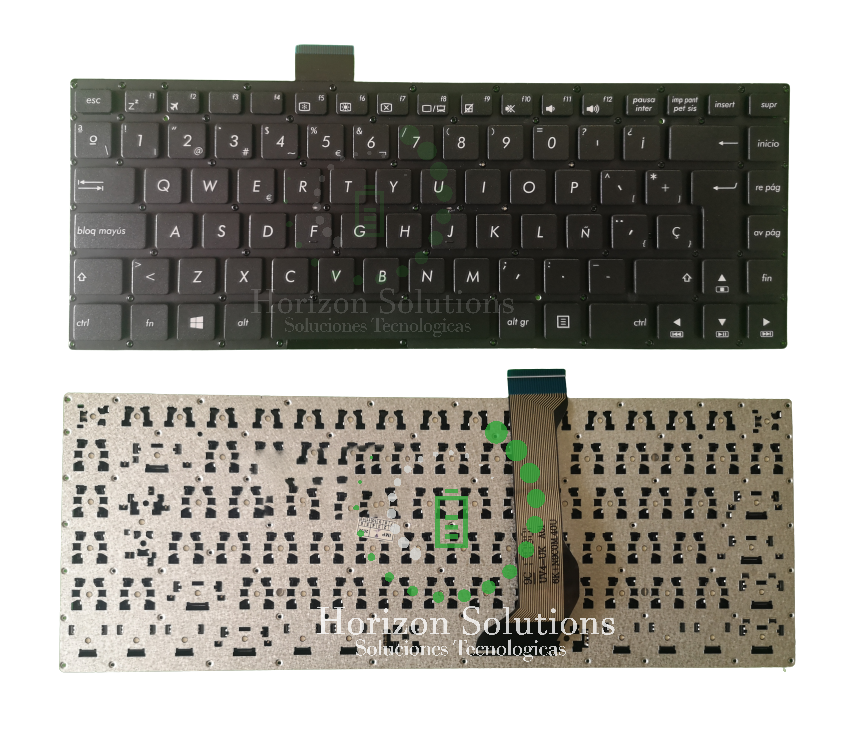 esc f1 f2 f3 f4 f5 f6 f7 f8 f9 f10 f11 f12 pausa inter imp pant pet sis insert supr
ª º | ! 1 " 2 @ · 3 # $ 4 ~ % 5 € & 6 ¬ / 7 ( 8 ) 9 = 0 ? ' ¿ ¡ inicio
Q W E € R T Y U I O P ^ ` [ * + ] re pág
bloq mayús A S D F G H J K L Ñ ¨ ´ { Ç } av pág
> < Z X C V B N M ; , : . _ - fin
ctrl fn alt alt gr ctrl
Horizon Solutions
Soluciones Tecnologicas
Horizon Solutions
Soluciones Tecnologicas